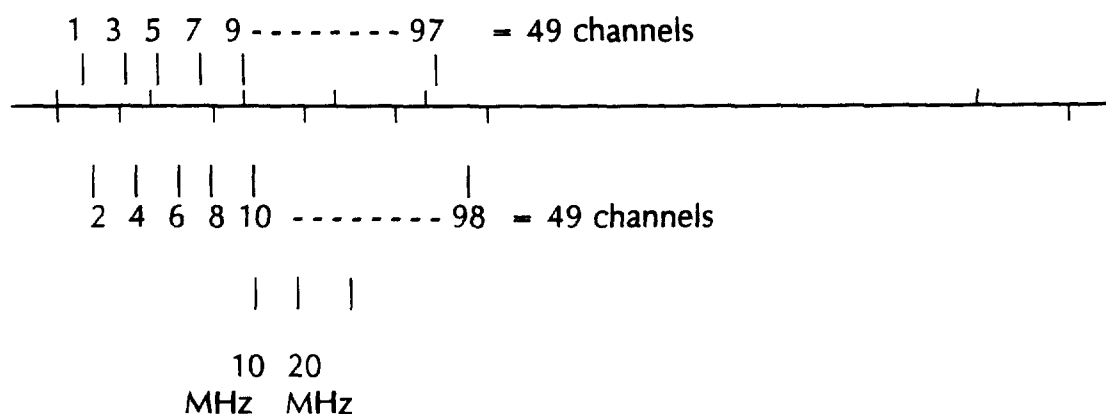 1 3 5 7 9 - - - - - - - - 97 = 49 channels
2 4 6 8 10 - - - - - - - - 98 = 49 channels
10 20
MHz MHz